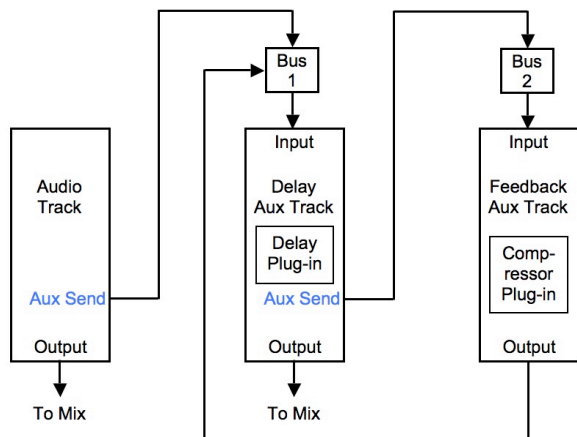 Bus
1
Bus
2
Audio
Track
Aux Send
Output
To Mix
Input
Delay
Aux Track
Delay
Plug-in
Aux Send
Output
To Mix
Input
Feedback
Aux Track
Comp-
ressor
Plug-in
Output